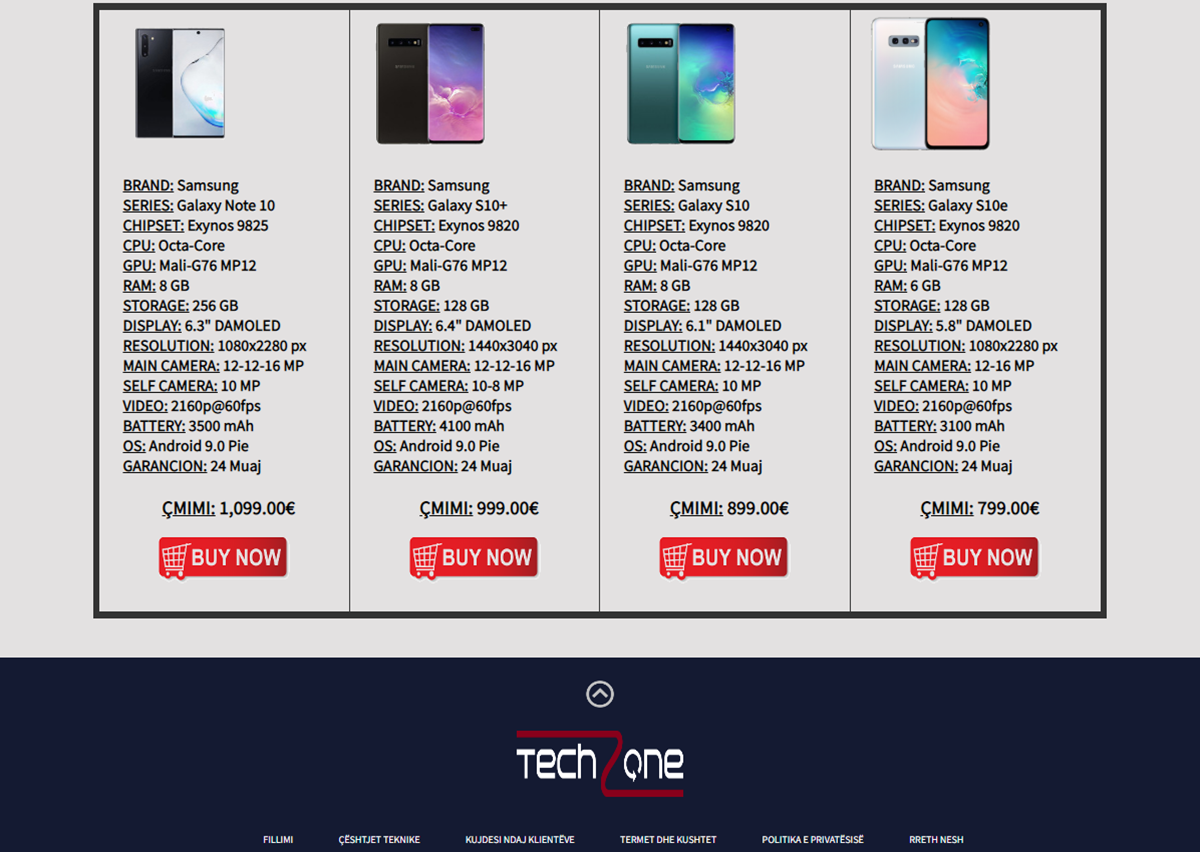 BRAND: Samsung
SERIES: Galaxy Note 10
CHIPSET: Exynos 9825
CPU: Octa-Core
GPU: Mali-G76 MP12
RAM: 8 GB
STORAGE: 256 GB
DISPLAY: 6.3" DAMOLED
RESOLUTION: 1080x2280 px
MAIN CAMERA: 12-12-16 MP
SELF CAMERA: 10 MP
VIDEO: 2160p@60fps
BATTERY: 3500 mAh
OS: Android 9.0 Pie
GARANCION: 24 Muaj
ÇMIMI: 1,099.00€
BUY NOW
BRAND: Samsung
SERIES: Galaxy S10+
CHIPSET: Exynos 9820
CPU: Octa-Core
GPU: Mali-G76 MP12
RAM: 8 GB
STORAGE: 128 GB
DISPLAY: 6.4" DAMOLED
RESOLUTION: 1440x3040 px
MAIN CAMERA: 12-12-16 MP
SELF CAMERA: 10-8 MP
VIDEO: 2160p@60fps
BATTERY: 4100 mAh
OS: Android 9.0 Pie
GARANCION: 24 Muaj
ÇMIMI: 999.00€
BUY NOW
BRAND: Samsung
SERIES: Galaxy S10
CHIPSET: Exynos 9820
CPU: Octa-Core
GPU: Mali-G76 MP12
RAM: 8 GB
STORAGE: 128 GB
DISPLAY: 6.1" DAMOLED
RESOLUTION: 1440x3040 px
MAIN CAMERA: 12-12-16 MP
SELF CAMERA: 10 MP
VIDEO: 2160p@60fps
BATTERY: 3400 mAh
OS: Android 9.0 Pie
GARANCION: 24 Muaj
ÇMIMI: 899.00€
BUY NOW
BRAND: Samsung
SERIES: Galaxy S10e
CHIPSET: Exynos 9820
CPU: Octa-Core
GPU: Mali-G76 MP12
RAM: 6 GB
STORAGE: 128 GB
DISPLAY: 5.8" DAMOLED
RESOLUTION: 1080x2280 px
MAIN CAMERA: 12-16 MP
SELF CAMERA: 10 MP
VIDEO: 2160p@60fps
BATTERY: 3100 mAh
OS: Android 9.0 Pie
GARANCION: 24 Muaj
ÇMIMI: 799.00€
BUY NOW
TechZone
FILLIMI ÇËSHTJET TEKNIKE KUJDESI NDAJ KLIENTËVE TERMET DHE KUSHTET POLITIKA E PRIVATËSISË RRETH NESH